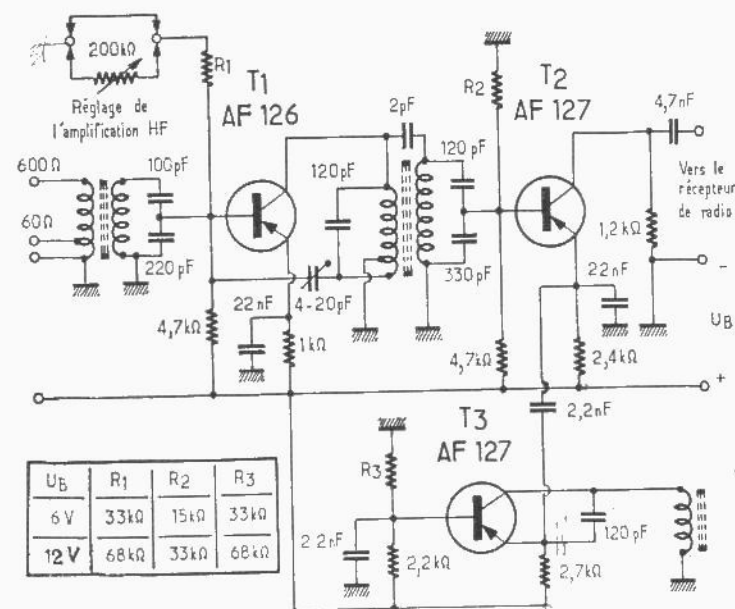 200kΩ
Réglage de
l'amplification HF
R1
T1
AF 126
2pF
R2
T2
AF 127
4,7nF
Vers le
récepteur
de radio
600Ω
60Ω
100pF
220pF
120pF
120pF
330pF
1,2kΩ
22nF
4-20pF
22nF
4,7kΩ
1kΩ
4,7kΩ
2,4kΩ
-
UB
+
2,2nF
T3
AF 127
R3
22nF
2,2kΩ
2,7kΩ
120pF
UB R1 R2 R3
6V 33kΩ 15kΩ 33kΩ
12V 68kΩ 33kΩ 68kΩ